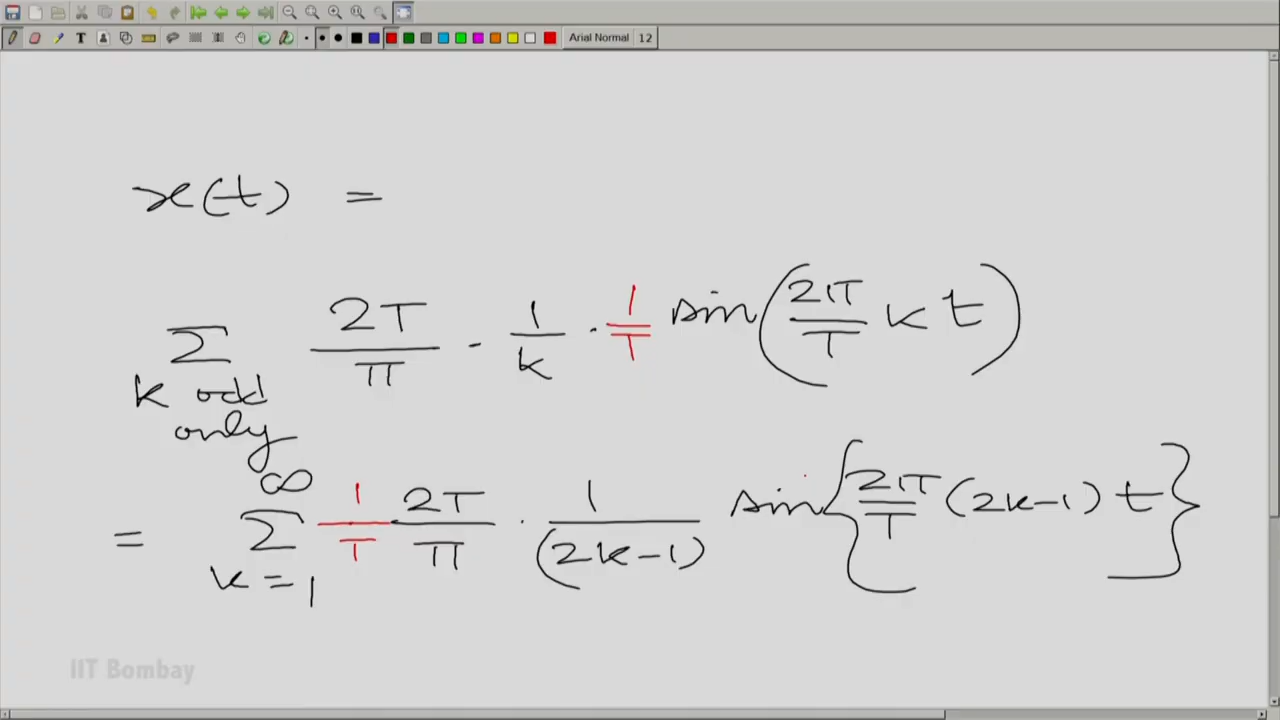 Arial Normal 12
x(t) =
Σ 2T/π · 1/k · 1/T sin(2π/T k t)
k odd
only
= ∞ Σ k=1 1/T 2T/π · 1/(2k-1) sin{2π/T (2k-1) t}
IIT Bombay